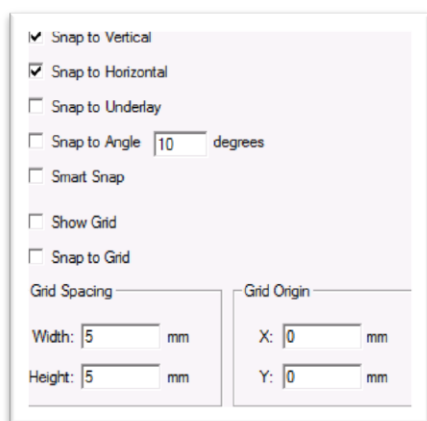 Snap to Vertical
Snap to Horizontal
Snap to Underlay
Snap to Angle 10 degrees
Smart Snap
Show Grid
Snap to Grid
Grid Spacing Grid Origin
Width: 5 mm X: 0 mm
Height: 5 mm Y: 0 mm